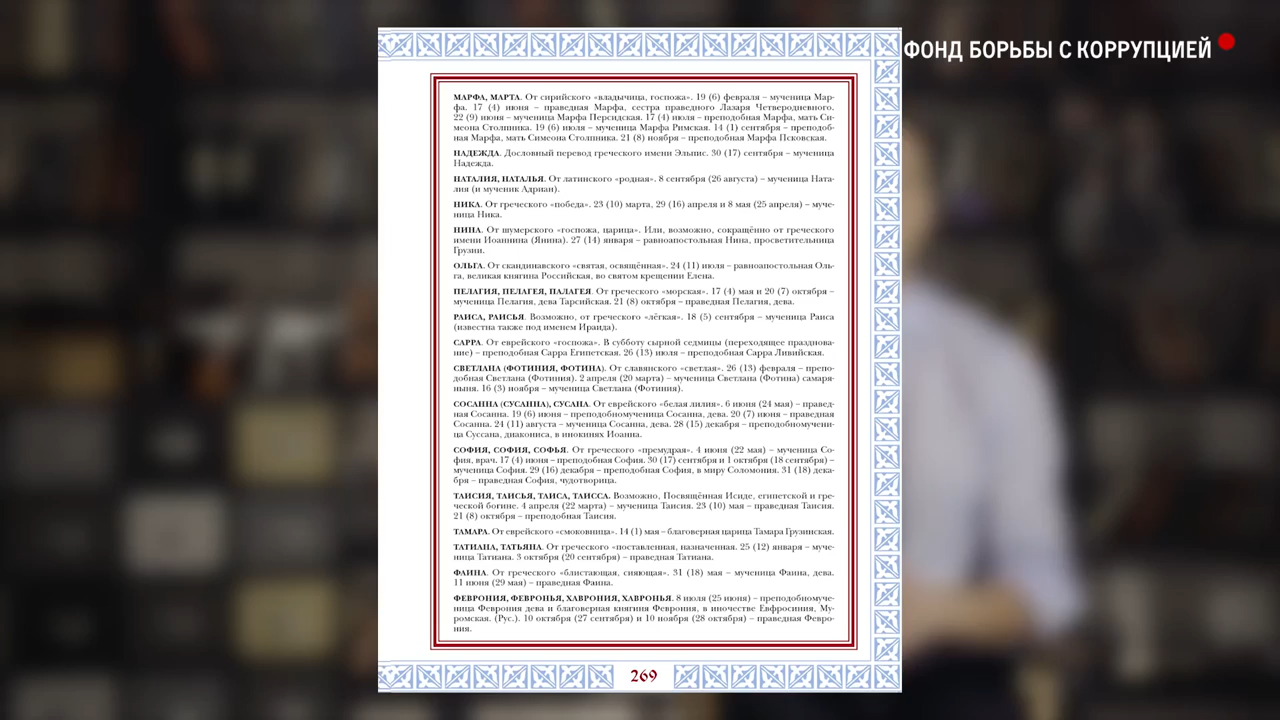 ФОНД БОРЬБЫ С КОРРУПЦИЕЙ
МАРФА, МАРТА. От сирийского «владычица, госпожа». 19 (6) февраля – мученица Мар-
фа. 17 (4) июня – праведная Марфа, сестра праведного Лазаря Четверодневного.
22 (9) июня – мученица Марфа Персидская. 17 (4) июля – преподобная Марфа, мать Си-
меона Столпника. 19 (6) июля – мученица Марфа Римская. 14 (1) сентября – преподоб-
ная Марфа, мать Симеона Столпника. 21 (8) ноября – преподобная Марфа Псковская.
НАДЕЖДА. Дословный перевод греческого имени Эльпис. 30 (17) сентября – мученица
Надежда.
НАТАЛИЯ, НАТАЛЬЯ. От латинского «родная». 8 сентября (26 августа) – мученица Ната-
лия (и мученик Адриан).
НИКА. От греческого «победа». 23 (10) марта, 29 (16) апреля и 8 мая (25 апреля) – муче-
ница Ника.
НИНА. От шумерского «госпожа, царица». Или, возможно, сокращённо от греческого
имени Иоаннина (Янина). 27 (14) января – равноапостольная Нина, просветительница
Грузии.
ОЛЬГА. От скандинавского «святая, освящённая». 24 (11) июля – равноапостольная Оль-
га, великая княгиня Российская, во святом крещении Елена.
ПЕЛАГИЯ, ПЕЛАГЕЯ, ПАЛАГЕЯ. От греческого «морская». 17 (4) мая и 20 (7) октября –
мученица Пелагия, дева Тарсийская. 21 (8) октября – праведная Пелагия, дева.
РАИСА, РАИСЬЯ. Возможно, от греческого «лёгкая». 18 (5) сентября – мученица Раиса
(известна также под именем Ираида).
САРРА. От еврейского «госпожа». В субботу сырной седмицы (переходящее празднова-
ние) – преподобная Сарра Египетская. 26 (13) июля – преподобная Сарра Ливийская.
СВЕТЛАНА (ФОТИНИЯ, ФОТИНА). От славянского «светлая». 26 (13) февраля – препо-
добная Светлана (Фотиния). 2 апреля (20 марта) – мученица Светлана (Фотина) самаря-
ныня. 16 (3) ноября – мученица Светлана (Фотиния).
СОСАННА (СУСАННА), СУСАНА. От еврейского «белая лилия». 6 июня (24 мая) – правед-
ная Сосанна. 19 (6) июня – преподобномученица Сосанна, дева. 20 (7) июня – праведная
Сосанна. 24 (11) августа – мученица Сосанна, дева. 28 (15) декабря – преподобномучени-
ца Суссана, диакониса, в инокинях Иоанна.
СОФИЯ, СОФИЯ, СОФЬЯ. От греческого «премудрая». 4 июня (22 мая) – мученица Со-
фия, врач. 17 (4) июня – преподобная София. 30 (17) сентября и 1 октября (18 сентября) –
мученица София. 29 (16) декабря – преподобная София, в миру Соломония. 31 (18) дека-
бря – праведная София, чудотворица.
ТАИСИЯ, ТАИСЬЯ, ТАИСА, ТАИССА. Возможно, Посвящённая Исиде, египетской и гре-
ческой богине. 4 апреля (22 марта) – мученица Таисия. 23 (10) мая – праведная Таисия.
21 (8) октября – преподобная Таисия.
ТАМАРА. От еврейского «смоковница». 14 (1) мая – благоверная царица Тамара Грузинская.
ТАТИАНА, ТАТЬЯНА. От греческого «поставленная, назначенная. 25 (12) января – муче-
ница Татиана. 3 октября (20 сентября) – праведная Татиана.
ФАИНА. От греческого «блистающая, сияющая». 31 (18) мая – мученица Фаина, дева.
11 июня (29 мая) – праведная Фаина.
ФЕВРОНИЯ, ФЕВРОНЬЯ, ХАВРОНИЯ, ХАВРОНЬЯ. 8 июля (25 июня) – преподобномуче-
ница Феврония дева и благоверная княгиня Феврония, в иночестве Евфросиния, Му-
ромская. (Рус.). 10 октября (27 сентября) и 10 ноября (28 октября) – праведная Февро-
ния.
269